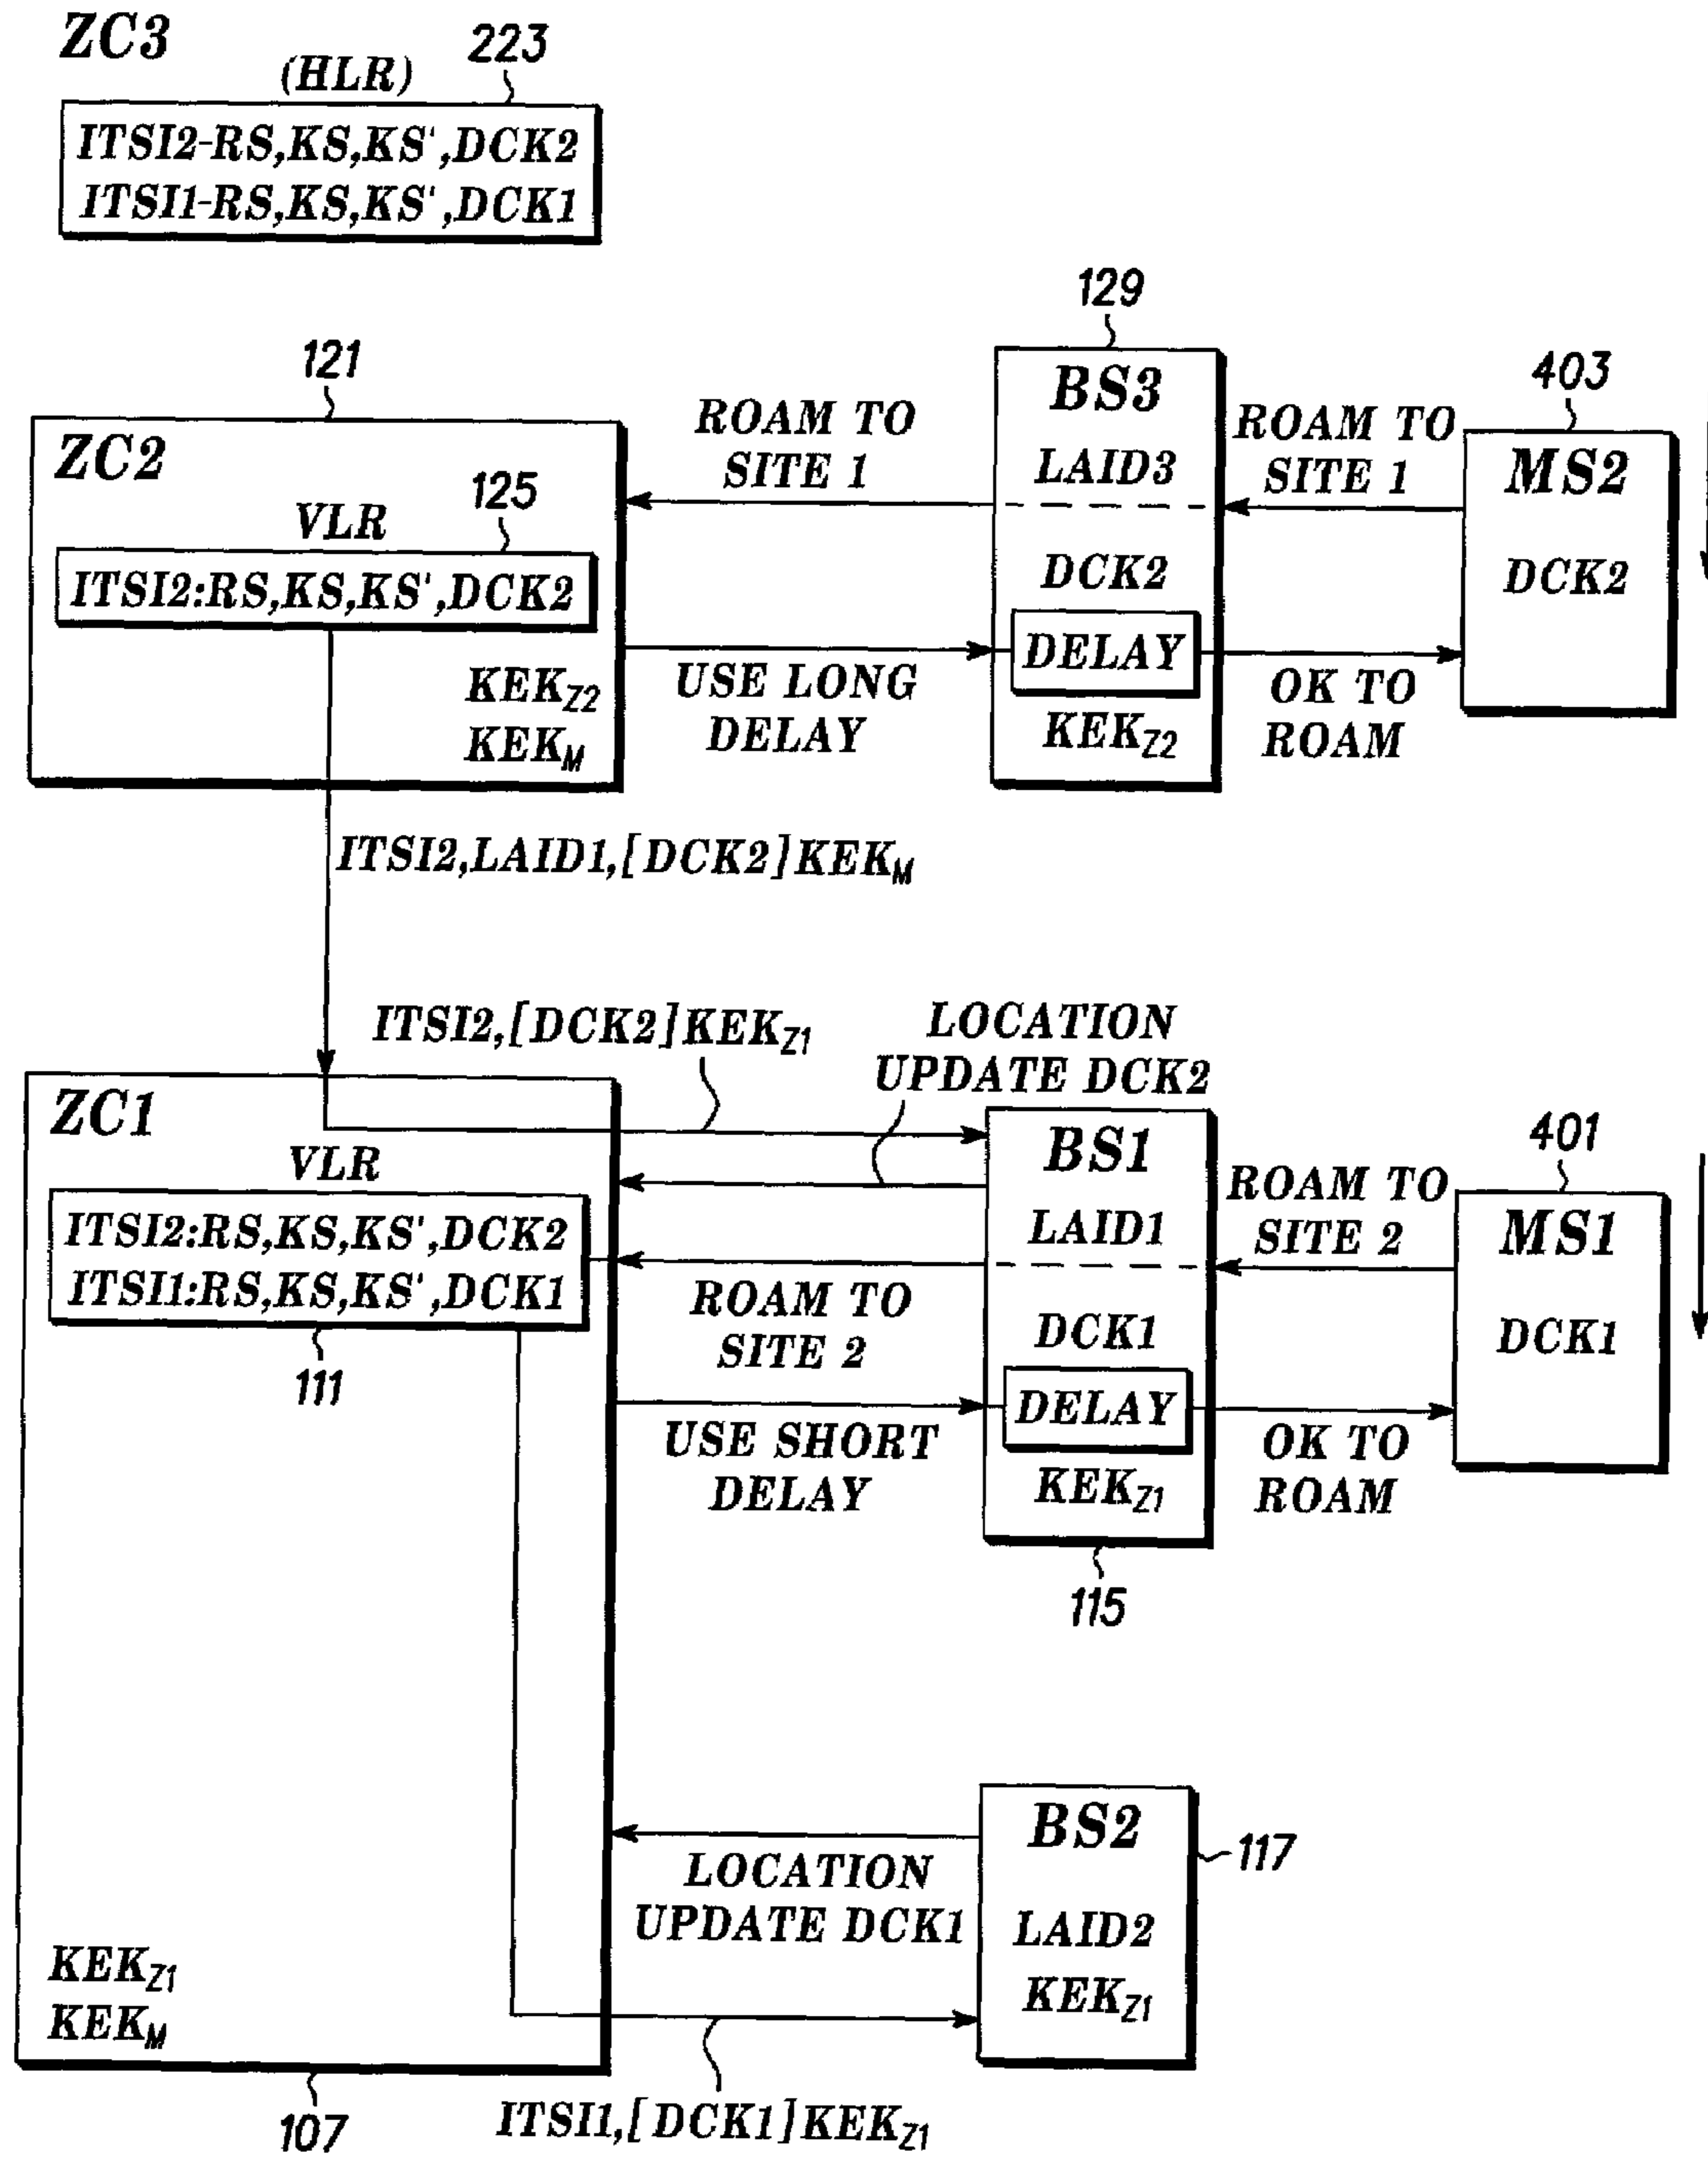 ZC3
(HLR)
223
ITSI2-RS,KS,KS',DCK2
ITSI1-RS,KS,KS',DCK1
121
ZC2
VLR
125
ITSI2:RS,KS,KS',DCK2
KEKZ2
KEKM
ROAM TO
SITE 1
USE LONG
DELAY
129
BS3
LAID3
DCK2
DELAY
KEKZ2
ROAM TO
SITE 1
OK TO
ROAM
403
MS2
DCK2
ITSI2,LAID1,[DCK2]KEKM
ITSI2,[DCK2]KEKZ1
LOCATION
UPDATE DCK2
ZC1
VLR
ITSI2:RS,KS,KS',DCK2
ITSI1:RS,KS,KS',DCK1
111
ROAM TO
SITE 2
USE SHORT
DELAY
BS1
LAID1
DCK1
DELAY
KEKZ1
115
ROAM TO
SITE 2
OK TO
ROAM
401
MS1
DCK1
LOCATION
UPDATE DCK1
BS2
LAID2
KEKZ1
117
KEKZ1
KEKM
107
ITSI1,[DCK1]KEKZ1